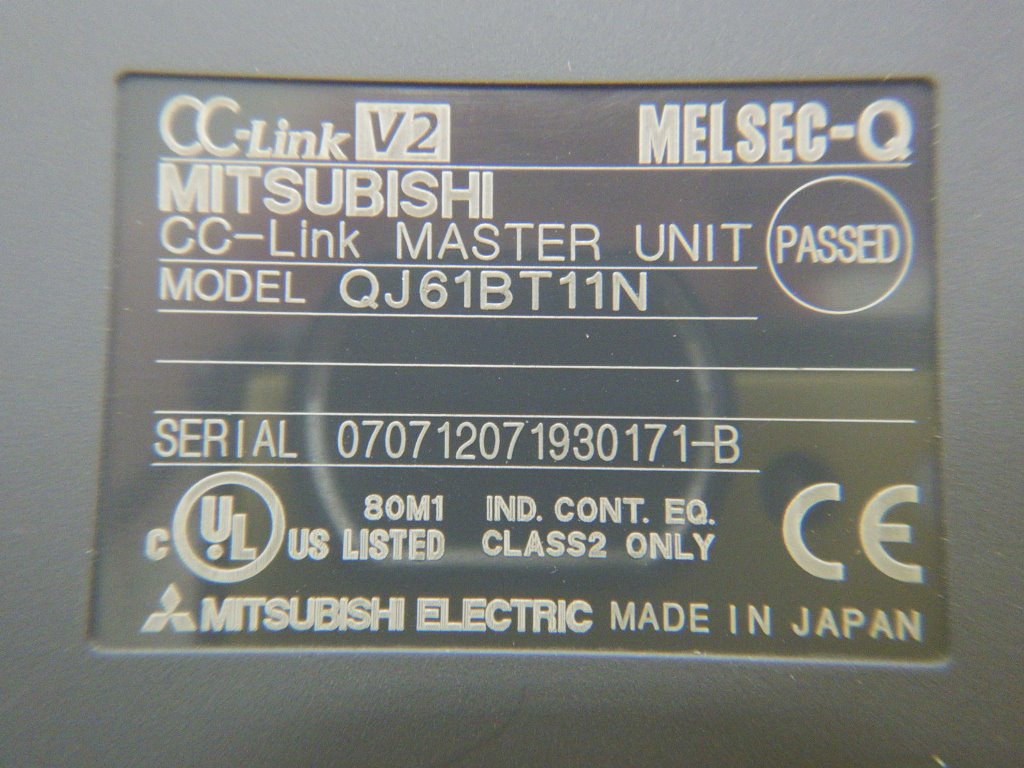 CC-Link V2 MELSEC-Q
MITSUBISHI
CC-Link MASTER UNIT PASSED
MODEL QJ61BT11N
SERIAL 070712071930171-B
C UL US LISTED 80M1 IND. CONT. EQ.
CLASS2 ONLY CE
MITSUBISHI ELECTRIC MADE IN JAPAN